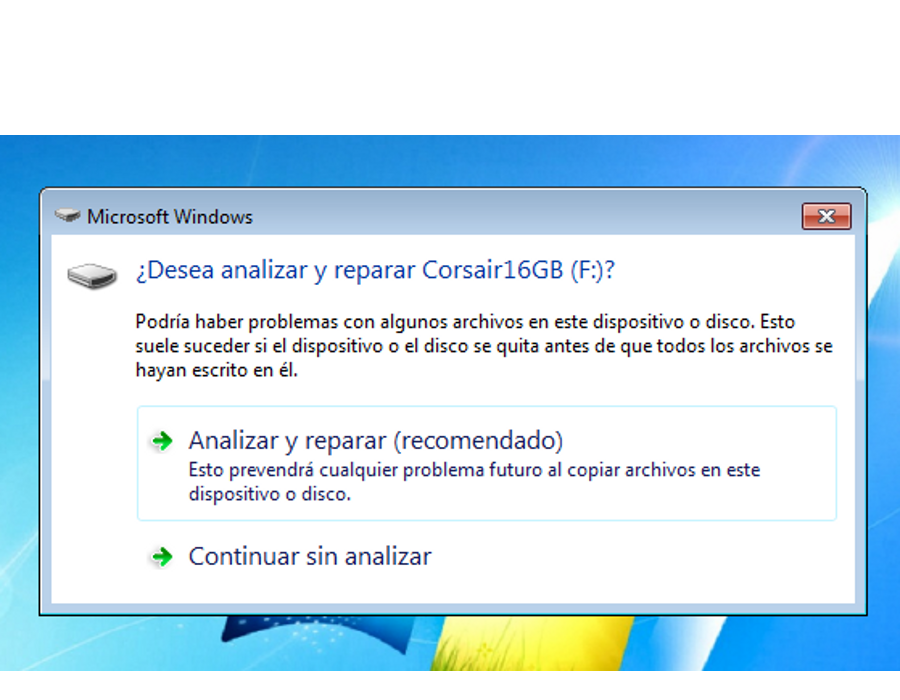 Microsoft Windows
¿Desea analizar y reparar Corsair16GB (F:)?
Podría haber problemas con algunos archivos en este dispositivo o disco. Esto
suele suceder si el dispositivo o el disco se quita antes de que todos los archivos se
hayan escrito en él.
Analizar y reparar (recomendado)
Esto prevendrá cualquier problema futuro al copiar archivos en este
dispositivo o disco.
Continuar sin analizar